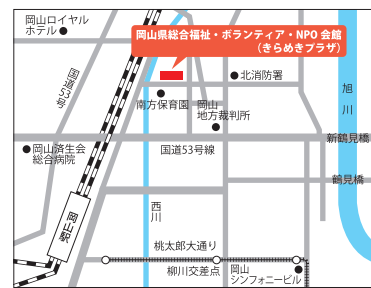 岡山ロイヤル
ホテル
岡山県総合福祉・ボランティア・NPO会館
(きらめきプラザ)
国道53号
北消防署
旭川
南方保育園
岡山
地方裁判所
岡山済生会
総合病院
国道53号線
新鶴見橋
鶴見橋
西川
岡山駅
桃太郎大通り
柳川交差点
岡山
シンフォニービル